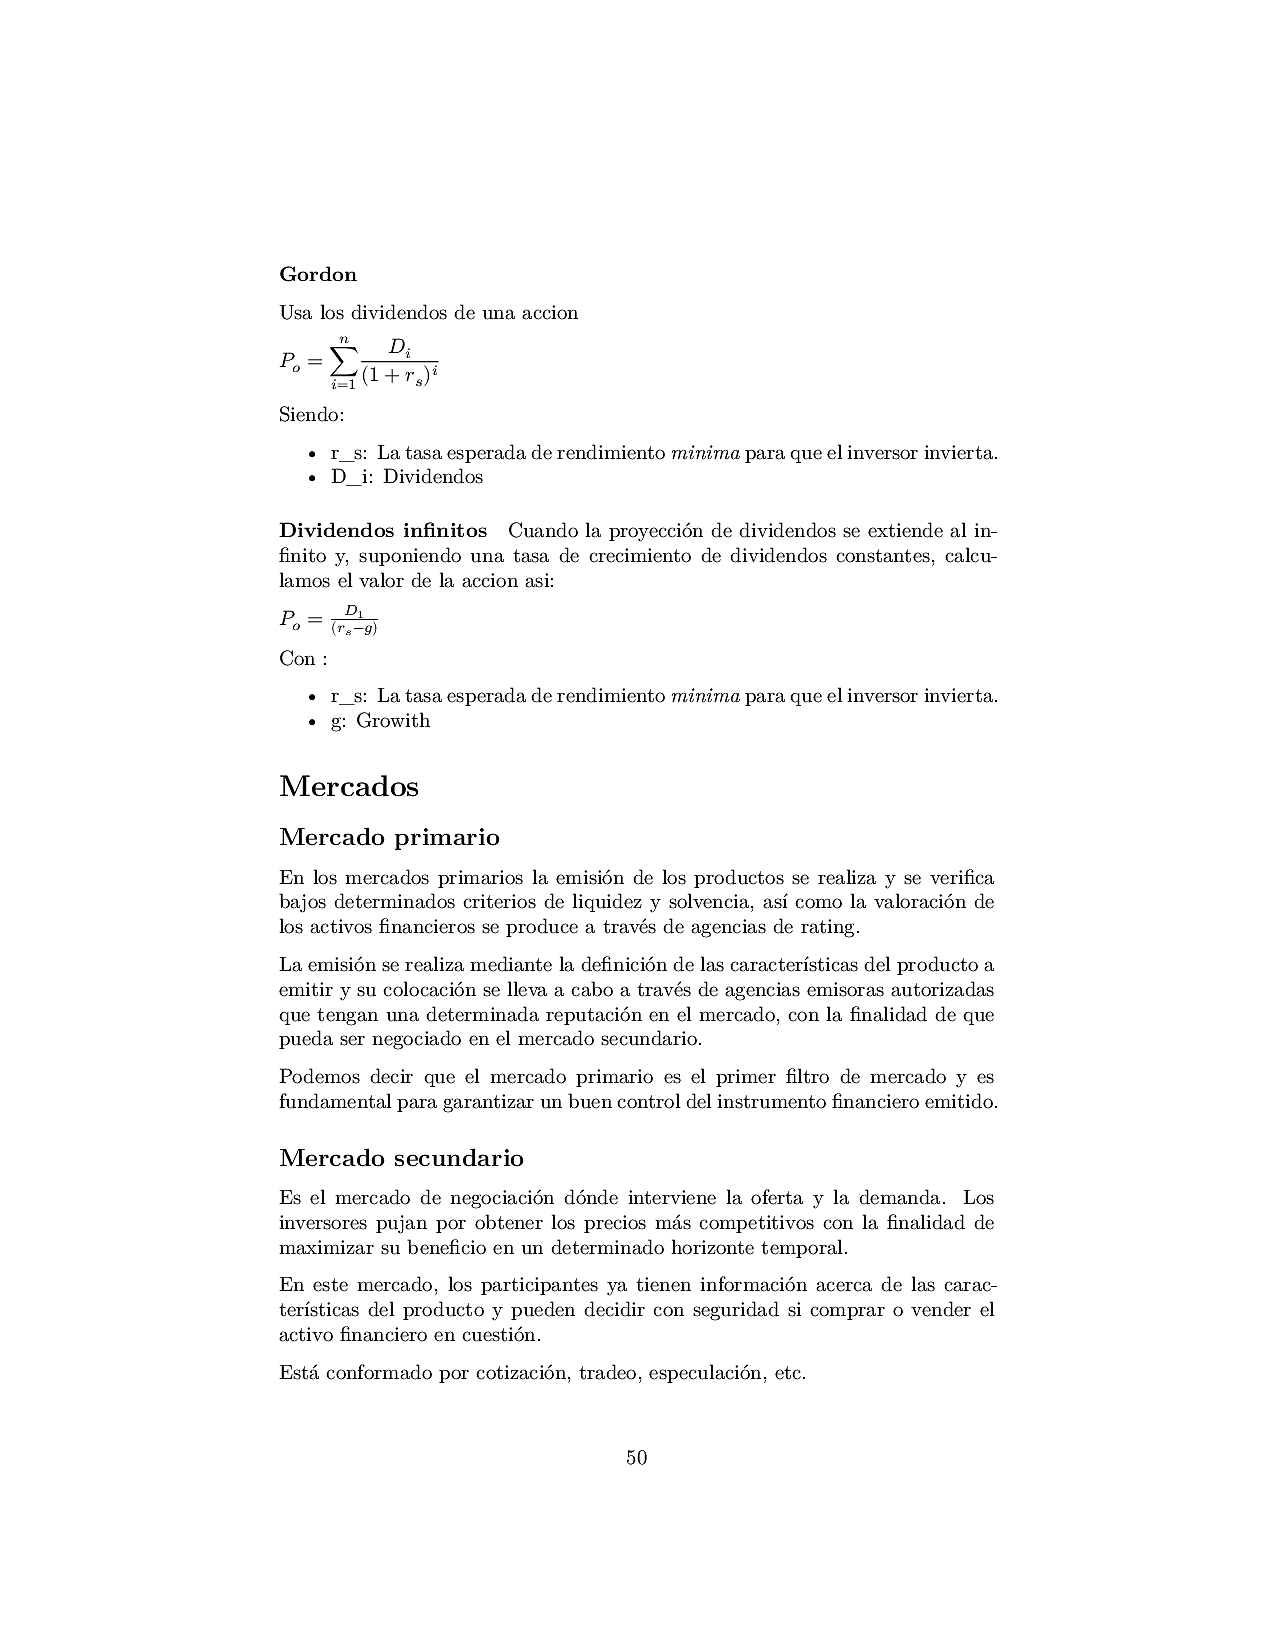 Gordon
Usa los dividendos de una accion
$P_o = \sum_{i=1}^{n} \frac{D_i}{(1+r_s)^i}$
Siendo:
• r_s: La tasa esperada de rendimiento minima para que el inversor invierta.
• D_i: Dividendos
Dividendos infinitos Cuando la proyección de dividendos se extiende al in-
finito y, suponiendo una tasa de crecimiento de dividendos constantes, calcu-
lamos el valor de la accion asi:
$P_o = \frac{D_1}{(r_s-g)}$
Con :
• r_s: La tasa esperada de rendimiento minima para que el inversor invierta.
• g: Growith
Mercados
Mercado primario
En los mercados primarios la emisión de los productos se realiza y se verifica
bajos determinados criterios de liquidez y solvencia, así como la valoración de
los activos financieros se produce a través de agencias de rating.
La emisión se realiza mediante la definición de las características del producto a
emitir y su colocación se lleva a cabo a través de agencias emisoras autorizadas
que tengan una determinada reputación en el mercado, con la finalidad de que
pueda ser negociado en el mercado secundario.
Podemos decir que el mercado primario es el primer filtro de mercado y es
fundamental para garantizar un buen control del instrumento financiero emitido.
Mercado secundario
Es el mercado de negociación dónde interviene la oferta y la demanda. Los
inversores pujan por obtener los precios más competitivos con la finalidad de
maximizar su beneficio en un determinado horizonte temporal.
En este mercado, los participantes ya tienen información acerca de las carac-
terísticas del producto y pueden decidir con seguridad si comprar o vender el
activo financiero en cuestión.
Está conformado por cotización, tradeo, especulación, etc.
50